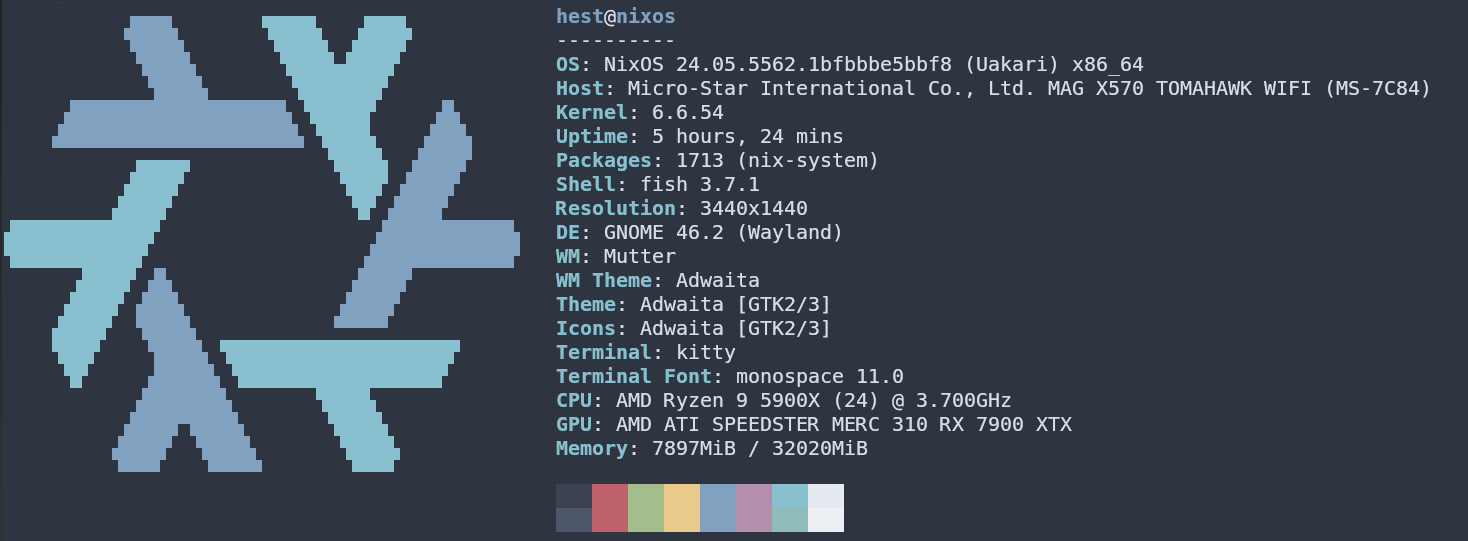 hest@nixos
----------
OS: NixOS 24.05.5562.1bfbbbe5bbf8 (Uakari) x86_64
Host: Micro-Star International Co., Ltd. MAG X570 TOMAHAWK WIFI (MS-7C84)
Kernel: 6.6.54
Uptime: 5 hours, 24 mins
Packages: 1713 (nix-system)
Shell: fish 3.7.1
Resolution: 3440x1440
DE: GNOME 46.2 (Wayland)
WM: Mutter
WM Theme: Adwaita
Theme: Adwaita [GTK2/3]
Icons: Adwaita [GTK2/3]
Terminal: kitty
Terminal Font: monospace 11.0
CPU: AMD Ryzen 9 5900X (24) @ 3.700GHz
GPU: AMD ATI SPEEDSTER MERC 310 RX 7900 XTX
Memory: 7897MiB / 32020MiB